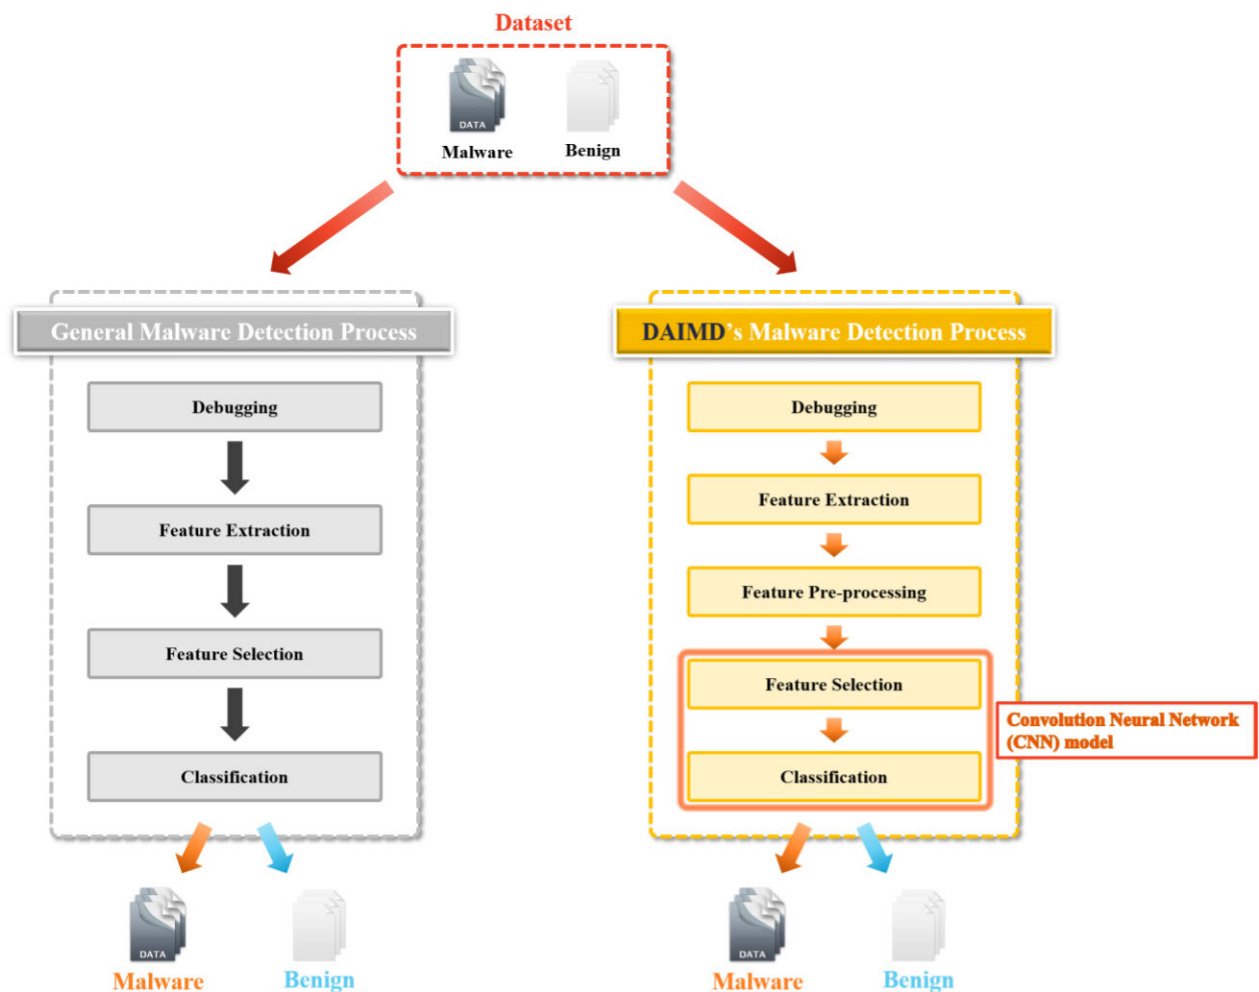 Dataset
DATA
Malware
Benign
General Malware Detection Process
Debugging
Feature Extraction
Feature Selection
Classification
DATA
Malware
Benign
DAIMD's Malware Detection Process
Debugging
Feature Extraction
Feature Pre-processing
Feature Selection
Classification
Convolution Neural Network
(CNN) model
DATA
Malware
Benign